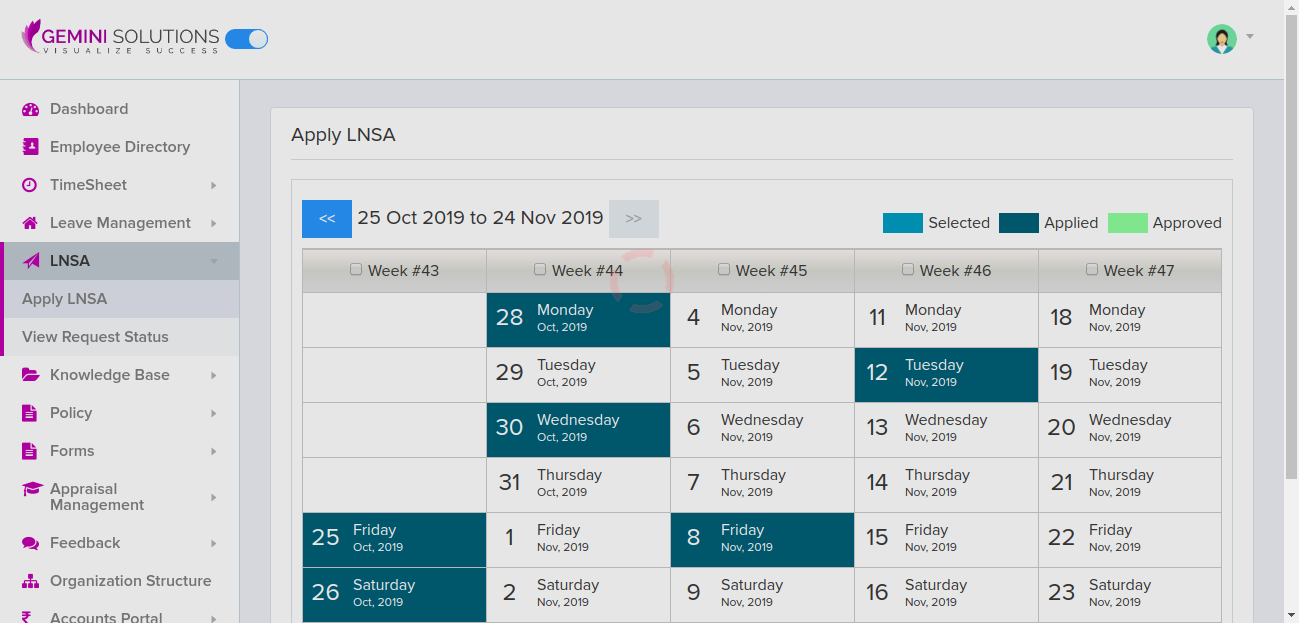 GEMINI SOLUTIONS
VISUALIZE SUCCESS
Dashboard
Employee Directory
TimeSheet
Leave Management
LNSA
Apply LNSA
View Request Status
Knowledge Base
Policy
Forms
Appraisal
Management
Feedback
Organization Structure
Accounts Portal
Apply LNSA
<< 25 Oct 2019 to 24 Nov 2019 >>
Selected Applied Approved
Week #43 Week #44 Week #45 Week #46 Week #47
28 Monday Oct, 2019 4 Monday Nov, 2019 11 Monday Nov, 2019 18 Monday Nov, 2019
29 Tuesday Oct, 2019 5 Tuesday Nov, 2019 12 Tuesday Nov, 2019 19 Tuesday Nov, 2019
30 Wednesday Oct, 2019 6 Wednesday Nov, 2019 13 Wednesday Nov, 2019 20 Wednesday Nov, 2019
31 Thursday Oct, 2019 7 Thursday Nov, 2019 14 Thursday Nov, 2019 21 Thursday Nov, 2019
25 Friday Oct, 2019 1 Friday Nov, 2019 8 Friday Nov, 2019 15 Friday Nov, 2019 22 Friday Nov, 2019
26 Saturday Oct, 2019 2 Saturday Nov, 2019 9 Saturday Nov, 2019 16 Saturday Nov, 2019 23 Saturday Nov, 2019